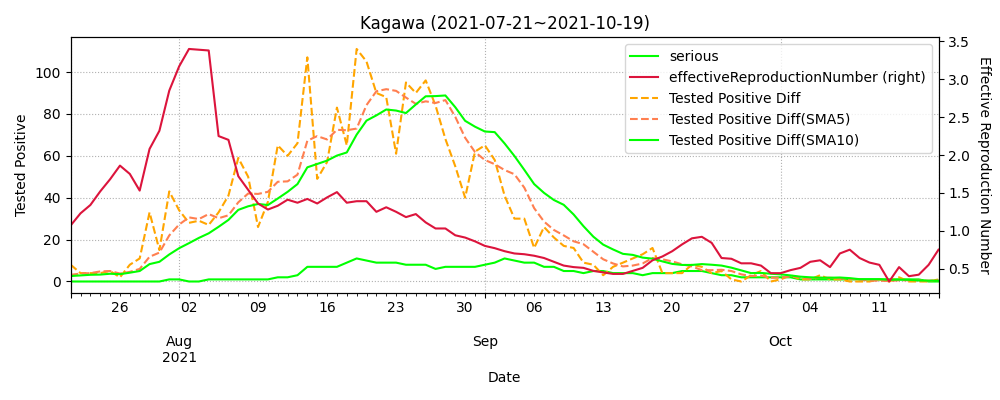 Kagawa (2021-07-21~2021-10-19)
Tested Positive
100
80
60
40
20
0
3.5
3.0
2.5
2.0
1.5
1.0
0.5
Effective Reproduction Number
serious
effectiveReproductionNumber (right)
Tested Positive Diff
Tested Positive Diff(SMA5)
Tested Positive Diff(SMA10)
26 02 09 16 23 30 06 13 20 27 04 11
Aug Sep Oct
2021
Date